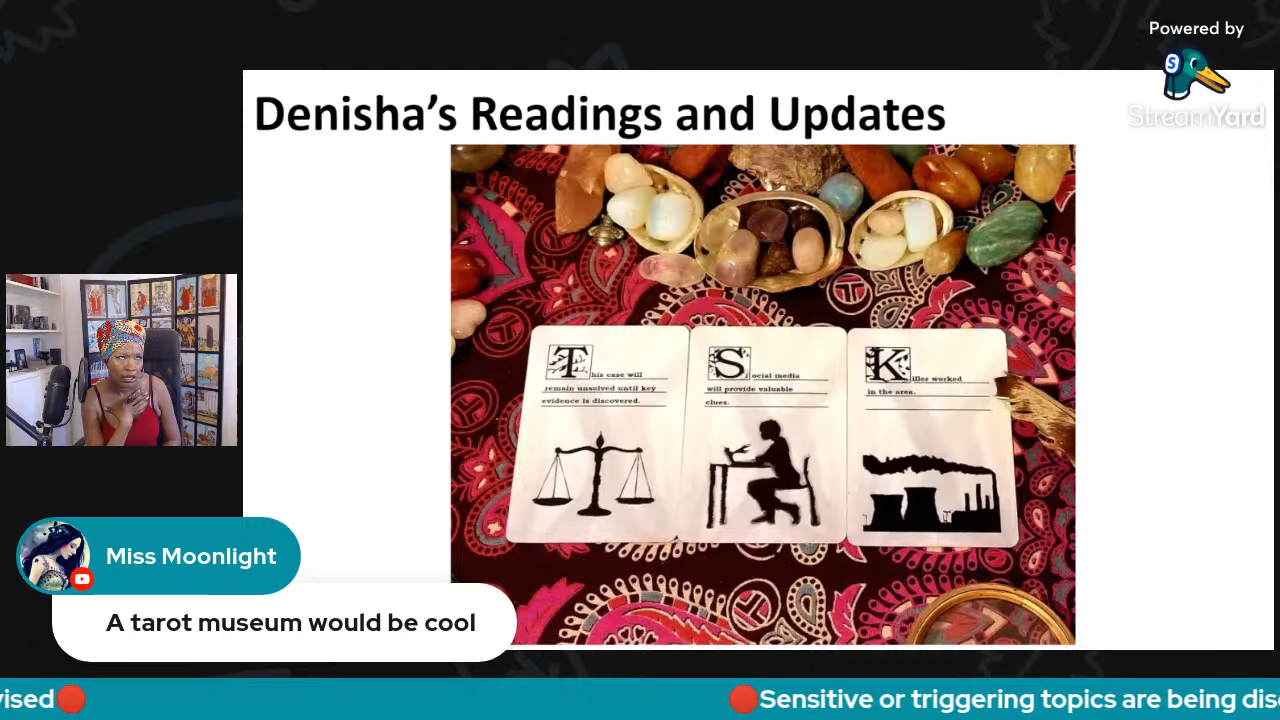 Powered by
S
StreamYard
Denisha's Readings and Updates
This case will
remain unsolved until key
evidence is discovered.
Social media
will provide valuable
clues.
Killer worked
in the area.
Miss Moonlight
A tarot museum would be cool
vised🛑
🛑Sensitive or triggering topics are being disc